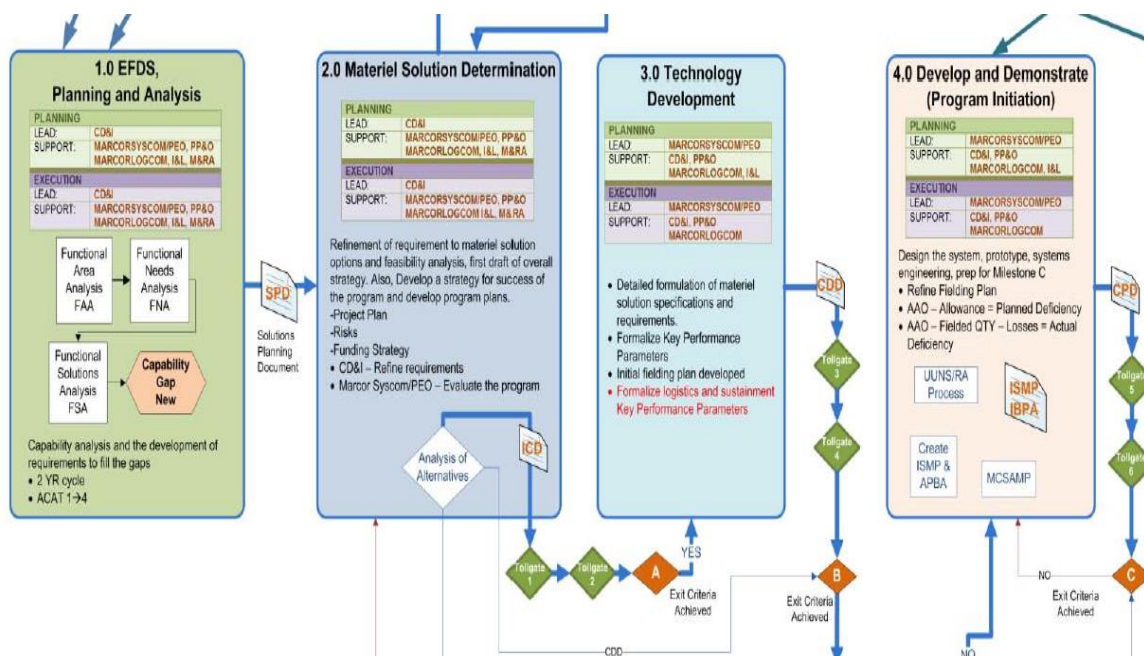 1.0 EFDS,
Planning and Analysis
PLANNING
LEAD: CD&I
SUPPORT: MARCORSYSCOM/PEO, PP&O
MARCORLOGCOM, I&L, M&RA
EXECUTION
LEAD: CD&I
SUPPORT: MARCORSYSCOM/PEO, PP&O
MARCORLOGCOM, I&L, M&RA
Functional
Area
Analysis
FAA
Functional
Needs
Analysis
FNA
Functional
Solutions
Analysis
FSA
Capability
Gap
New
Capability analysis and the development of
requirements to fill the gaps
• 2 YR cycle
• ACAT 1→4
SPD
Solutions
Planning
Document
2.0 Materiel Solution Determination
PLANNING
LEAD: CD&I
SUPPORT: MARCORSYSCOM/PEO, PP&O
MARCORLOGCOM, I&L, M&RA
EXECUTION
LEAD: CD&I
SUPPORT: MARCORSYSCOM/PEO, PP&O
MARCORLOGCOM I&L, M&RA
Refinement of requirement to materiel solution
options and feasibility analysis, first draft of overall
strategy. Also, Develop a strategy for success of
the program and develop program plans.
-Project Plan
-Risks
-Funding Strategy
• CD&I – Refine requirements
• Marcor Syscom/PEO – Evaluate the program
Analysis of
Alternatives
ICD
Tollgate
1
Tollgate
2
A
YES
Exit Criteria
Achieved
3.0 Technology
Development
PLANNING
LEAD: MARCORSYSCOM/PEO
SUPPORT: CD&I, PP&O
MARCORLOGCOM, I&L
EXECUTION
LEAD: MARCORSYSCOM/PEO
SUPPORT: CD&I, PP&O
MARCORLOGCOM
• Detailed formulation of materiel
solution specifications and
requirements.
• Formalize Key Performance
Parameters
• Initial fielding plan developed
• Formalize logistics and sustainment
Key Performance Parameters
CDD
Tollgate
3
Tollgate
4
B
Exit Criteria
Achieved
CDD
4.0 Develop and Demonstrate
(Program Initiation)
PLANNING
LEAD: MARCORSYSCOM/PEO
SUPPORT: CD&I, PP&O
MARCORLOGCOM, I&L
EXECUTION
LEAD: MARCORSYSCOM/PEO
SUPPORT: CD&I, PP&O
MARCORLOGCOM
Design the system, prototype, systems
engineering, prep for Milestone C
• Refine Fielding Plan
• AAO – Allowance = Planned Deficiency
• AAO – Fielded QTY – Losses = Actual
Deficiency
UUNS/RA
Process
ISMP
IBPA
Create
ISMP &
APBA
MCSAMP
CPD
Tollgate
5
Tollgate
6
C
NO
Exit Criteria
Achieved
NO